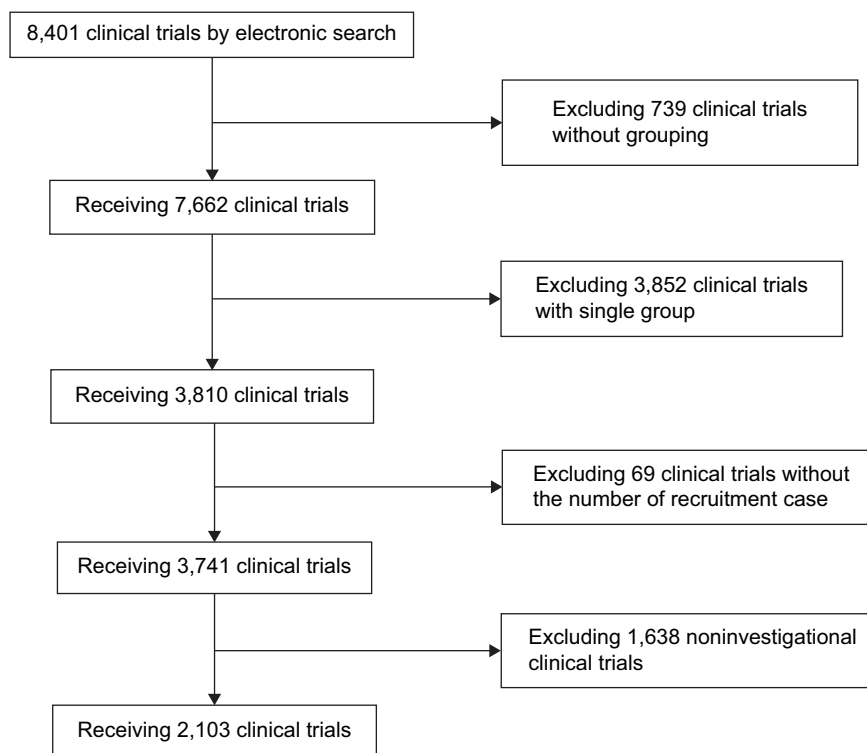 8,401 clinical trials by electronic search
Excluding 739 clinical trials
without grouping
Receiving 7,662 clinical trials
Excluding 3,852 clinical trials
with single group
Receiving 3,810 clinical trials
Excluding 69 clinical trials without
the number of recruitment case
Receiving 3,741 clinical trials
Excluding 1,638 noninvestigational
clinical trials
Receiving 2,103 clinical trials